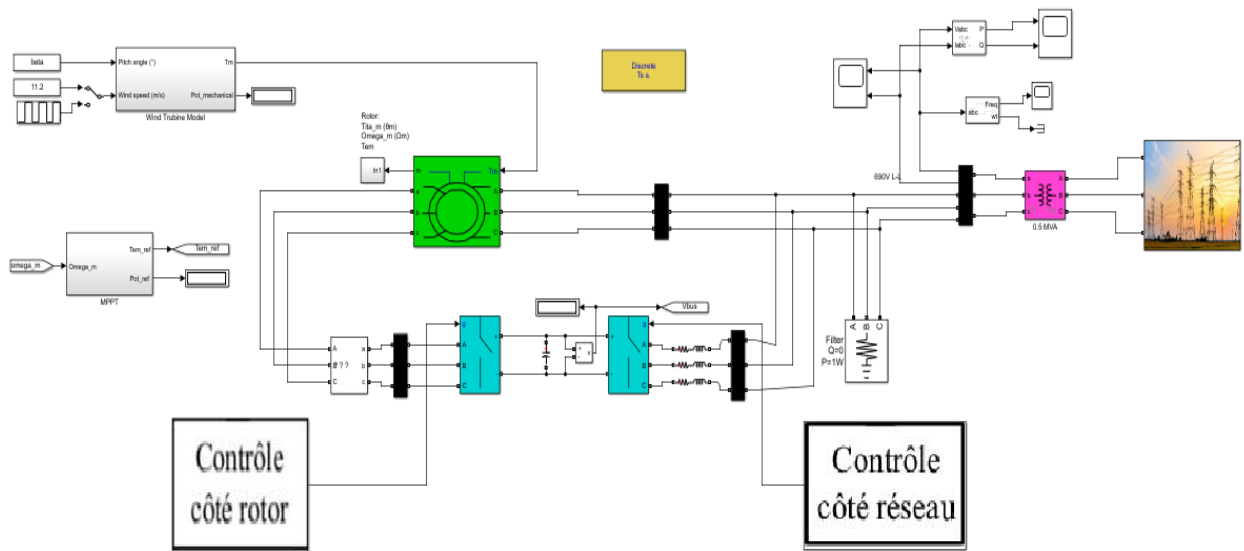 beta
11.2
Pitch angle (°)
Wind speed (m/s)
Tm
Pot_mechanical
Wind Trubine Model
Discrete
Vabc
Iabc
P
Q
abc
Freq
wt
Rotor:
Tita_m (θm)
Omega_m (Ωm)
Tem
In1
m
Tm
a
b
c
A
B
C
690V L-L
a
b
c
A
B
C
0.5 MVA
omega_m
Omega_m
Tem_ref
Pot_ref
MPPT
Tem_ref
Vbus
A
B
C
Filter
Q=0
P=1W
A
B
C
???
a
b
c
g
A
B
C
+
-
+
-
v
+
-
g
A
B
C
Contrôle
côté rotor
Contrôle
côté réseau